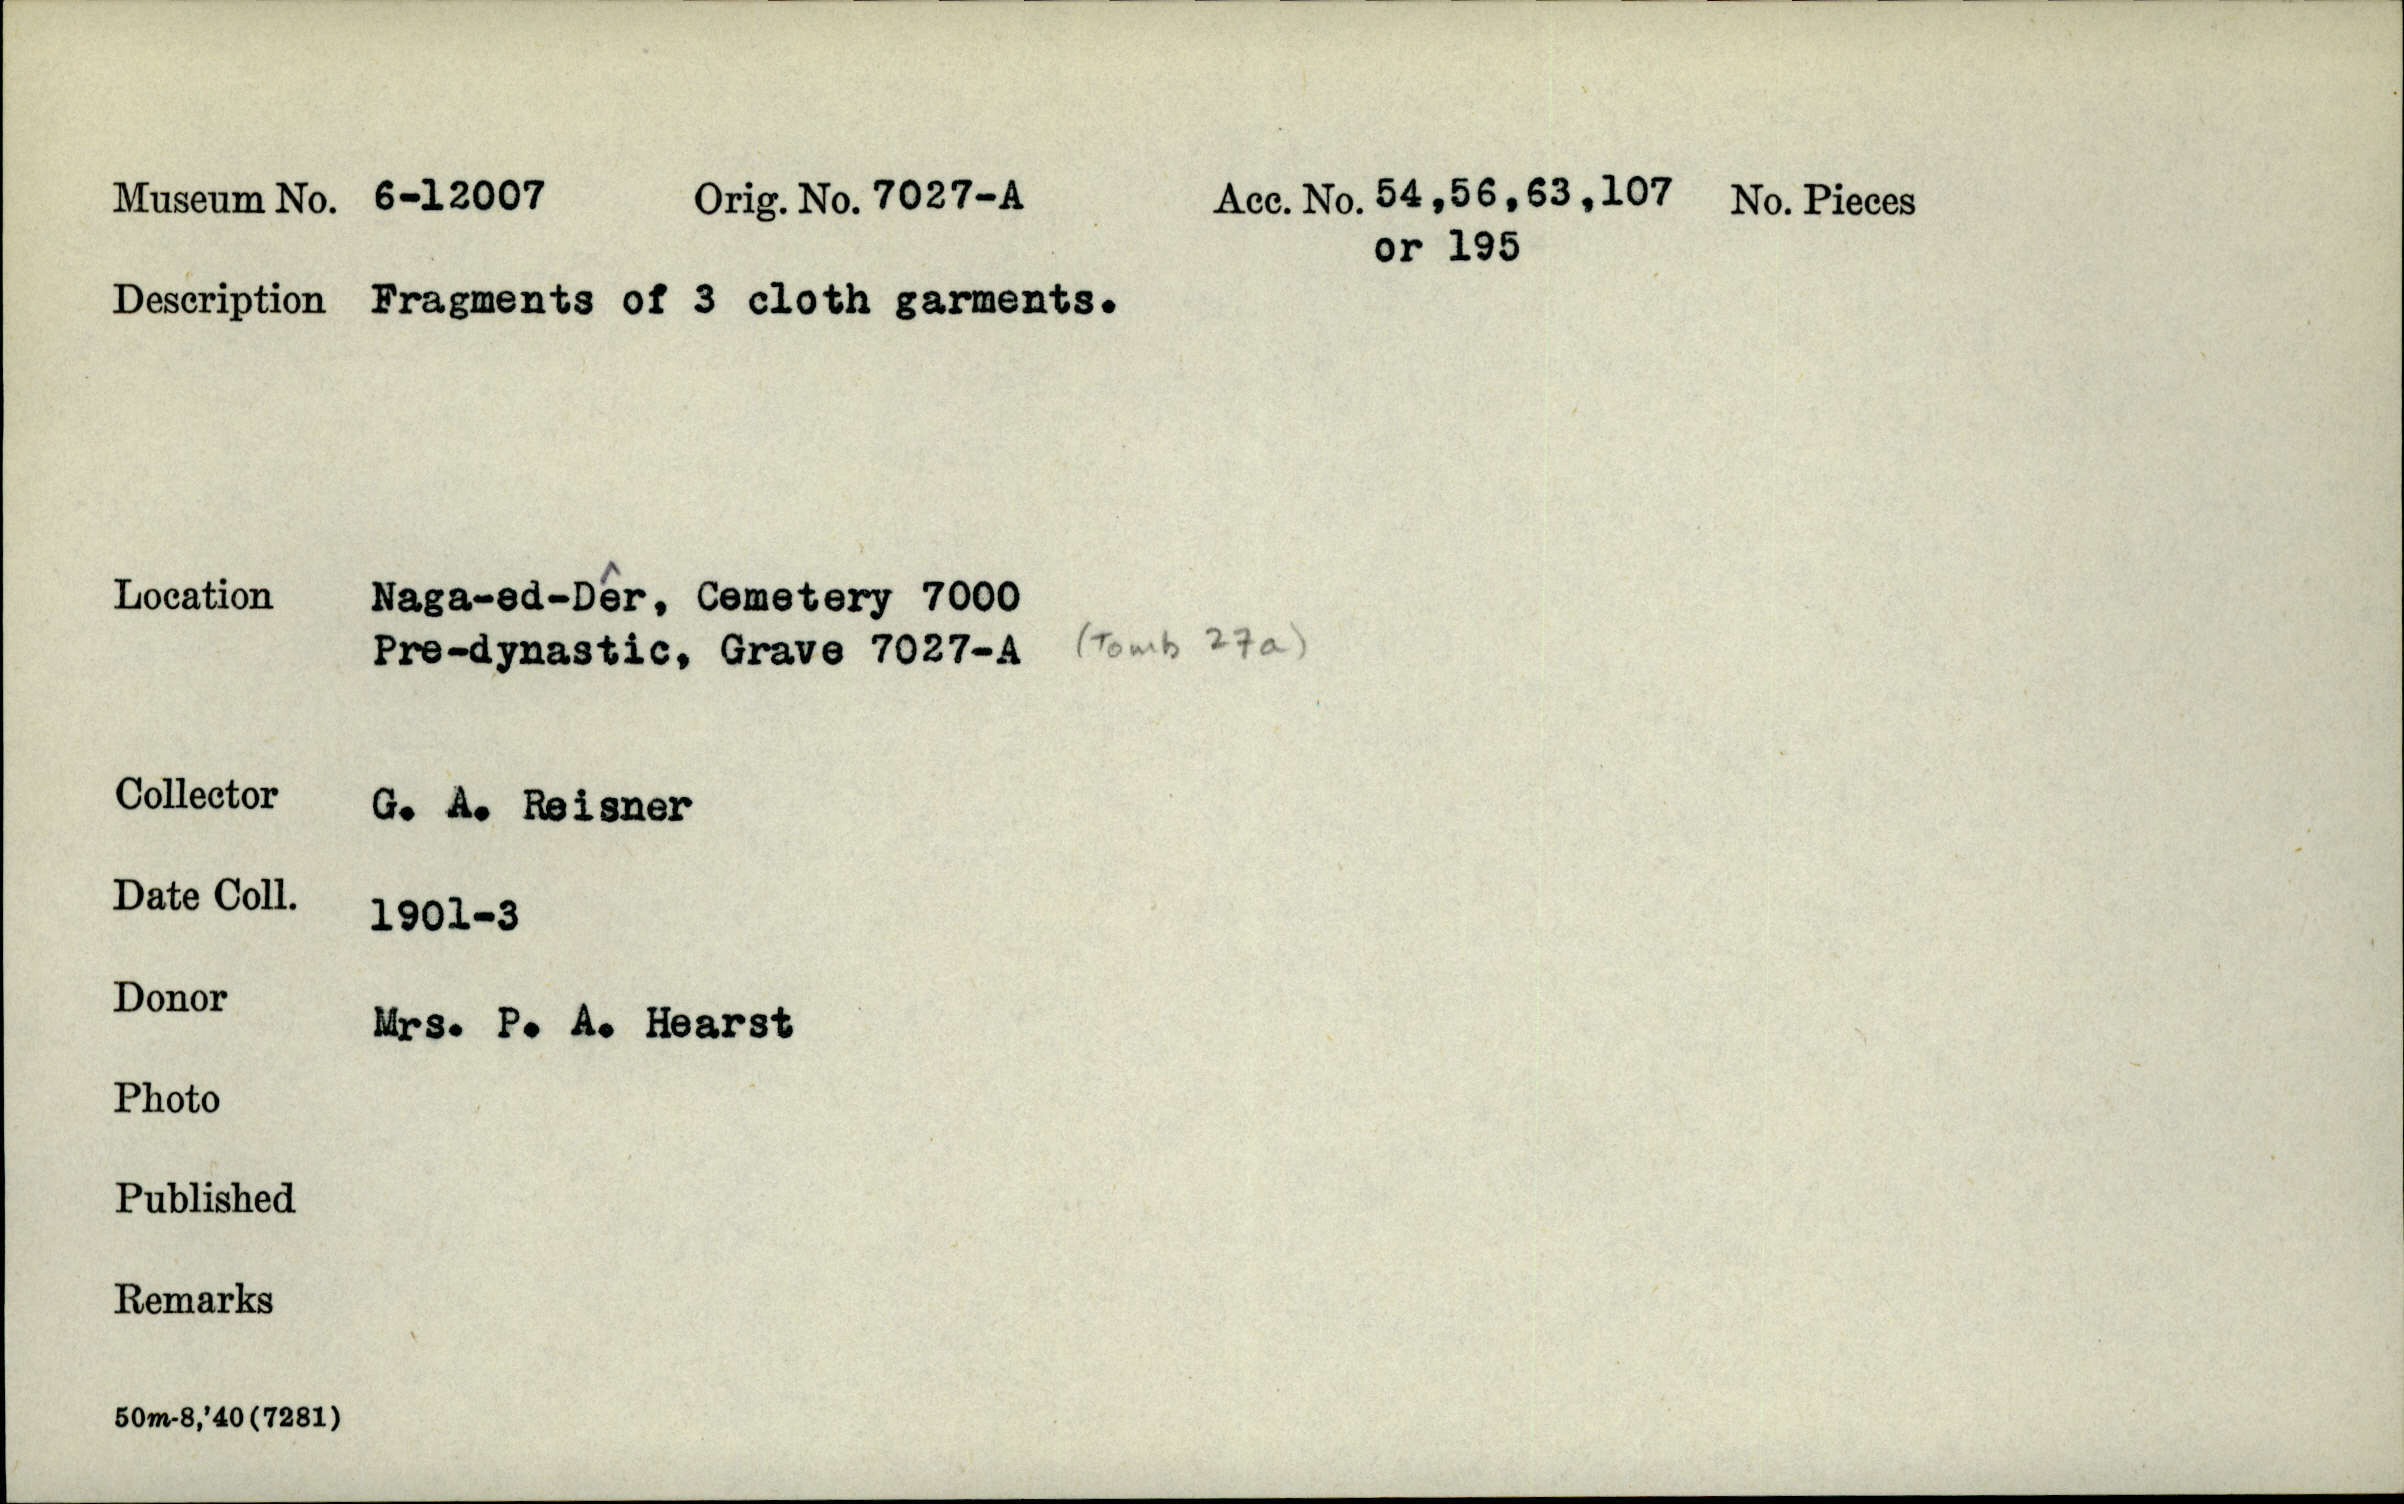 Museum No. 6-12007 Orig. No. 7027-A Acc. No. 54,56,63,107 No. Pieces
or 195
Description Fragments of 3 cloth garments.
Location Naga-ed-Dêr, Cemetery 7000
Pre-dynastic, Grave 7027-A (Tomb 27a)
Collector G. A. Reisner
Date Coll. 1901-3
Donor Mrs. P. A. Hearst
Photo
Published
Remarks
50m-8,'40(7281)